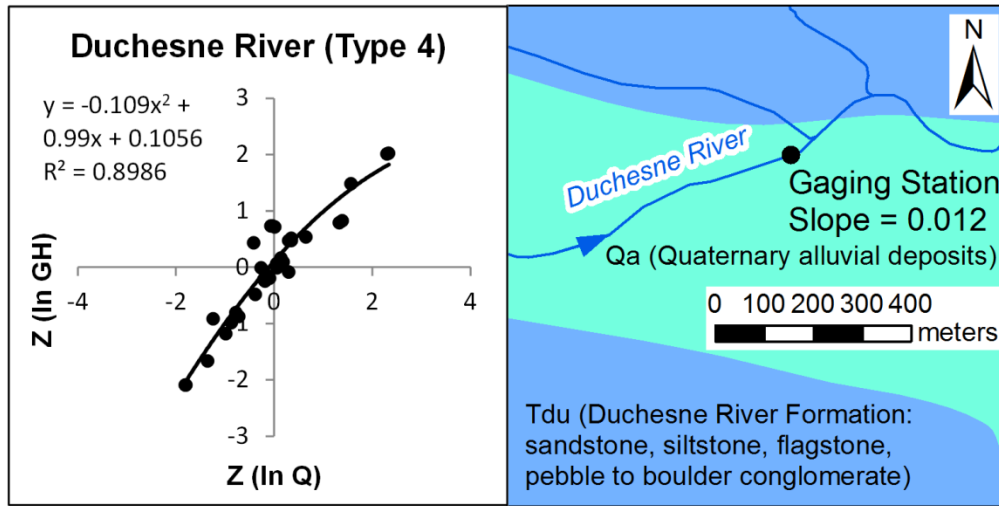 Duchesne River (Type 4)
y = -0.109x² +
0.99x + 0.1056
R² = 0.8986
3
2
1
0
-1
-2
-3
-4
-2
0
2
4
Z (ln GH)
Z (ln Q)
N
Duchesne River
Gaging Station
Slope = 0.012
Qa (Quaternary alluvial deposits)
0 100 200 300 400
meters
Tdu (Duchesne River Formation:
sandstone, siltstone, flagstone,
pebble to boulder conglomerate)